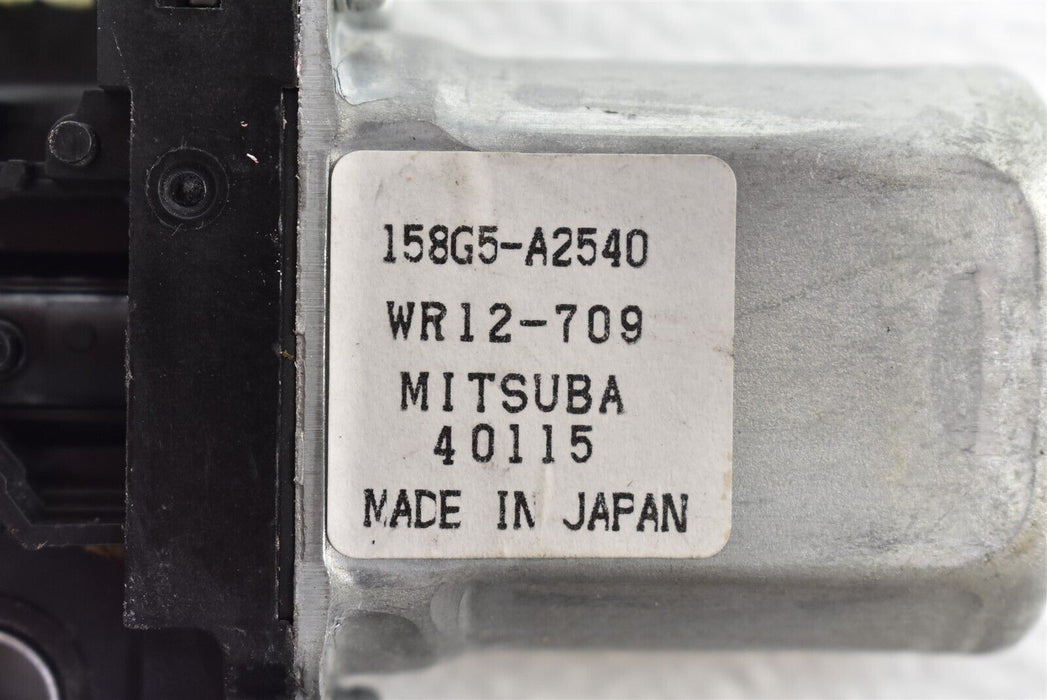 158G5-A2540
WR12-709
MITSUBA
40115
MADE IN JAPAN